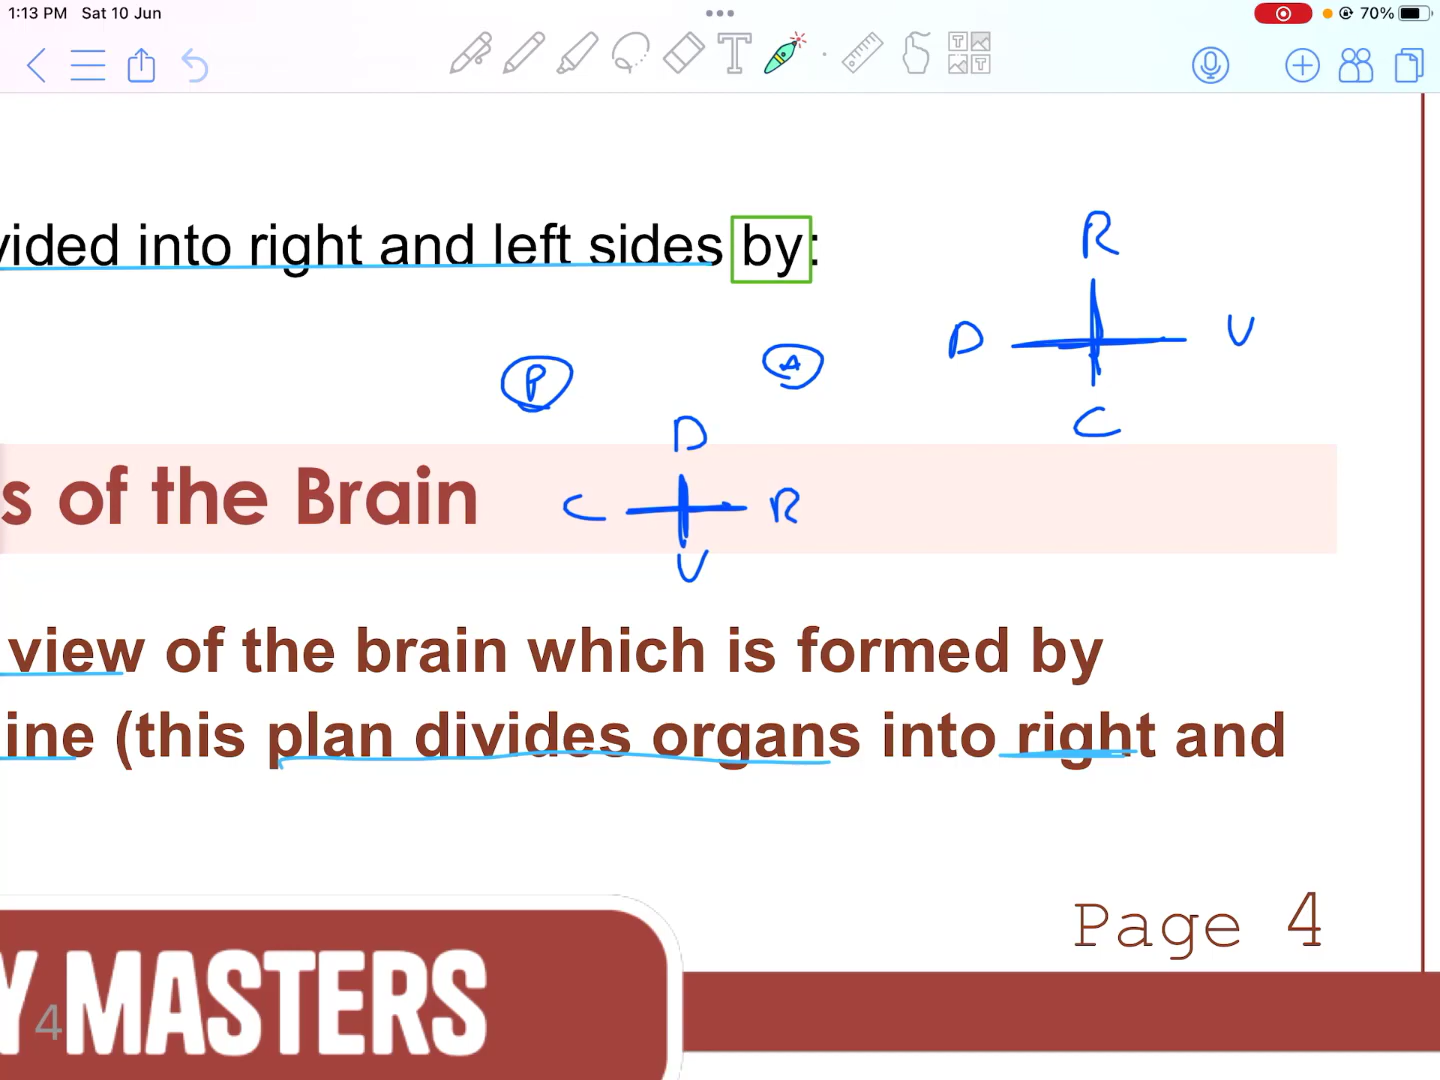 1:13 PM Sat 10 Jun
70%
vided into right and left sides by:
R
D V
C
P A
D
C R
V
s of the Brain
view of the brain which is formed by
ine (this plan divides organs into right and
Page 4
Y MASTERS
4